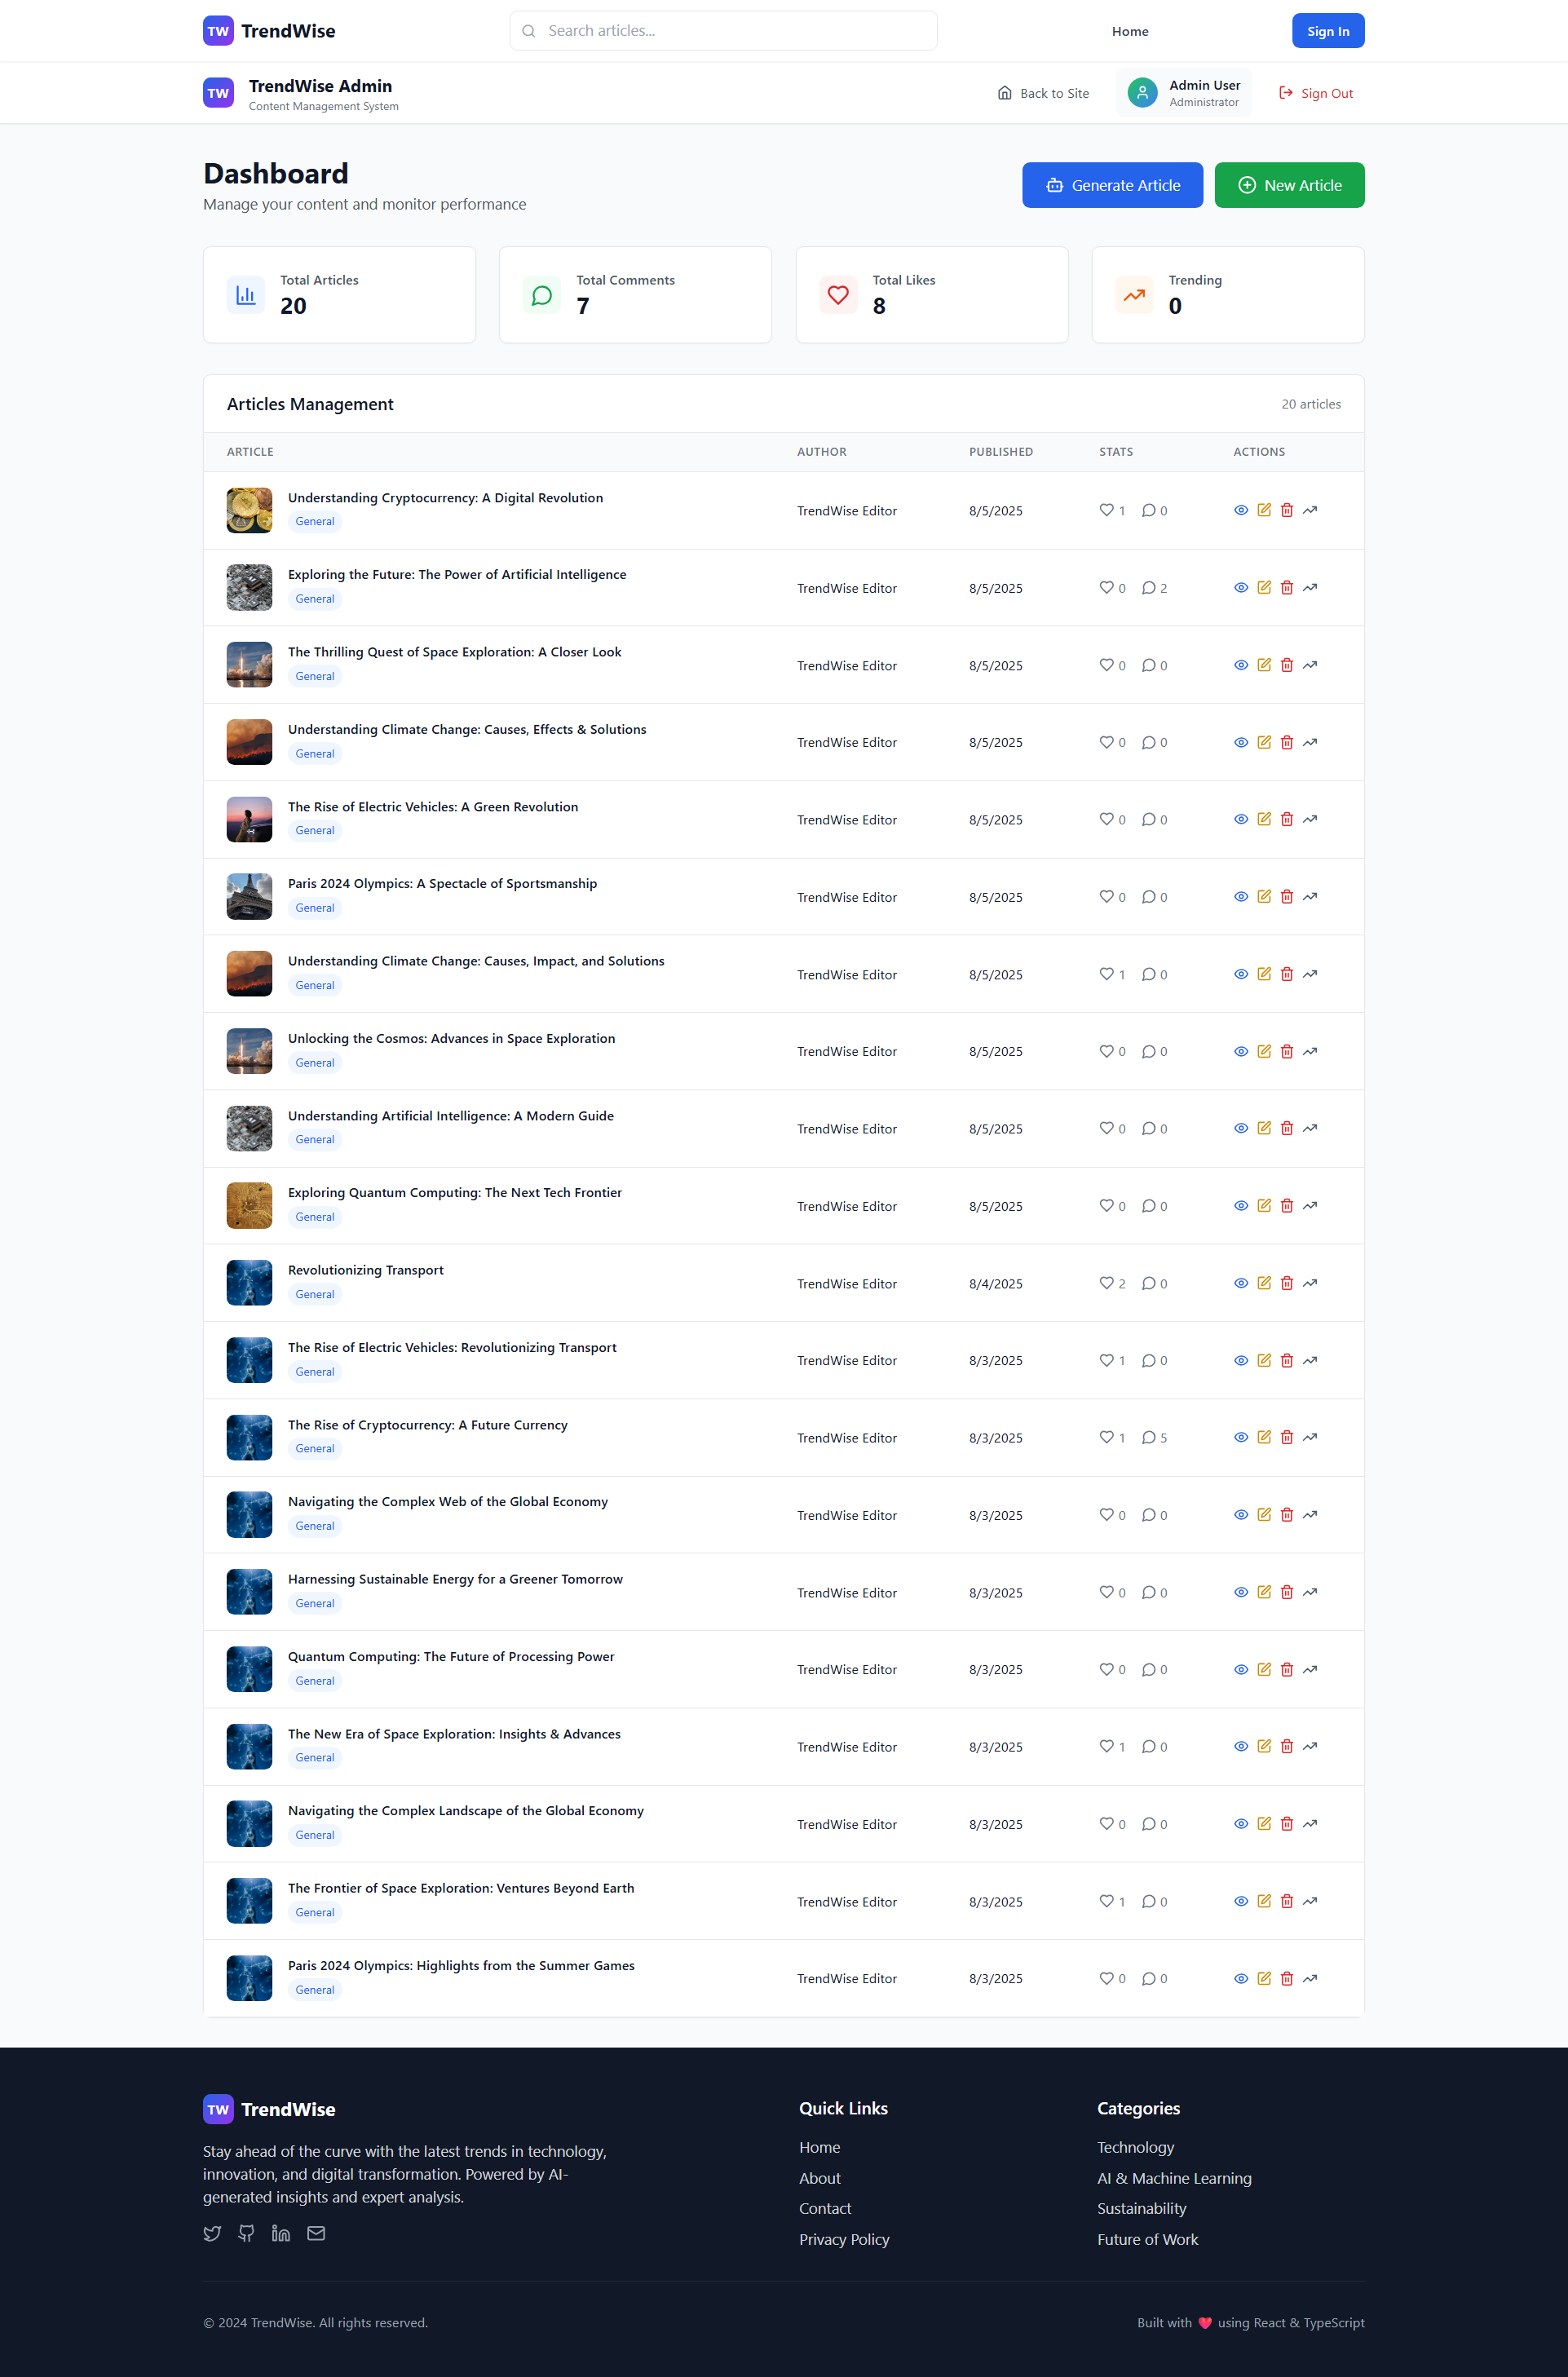 TW TrendWise
Search articles...
Home
Sign In
TW
TrendWise Admin
Content Management System
Back to Site
Admin User
Administrator
Sign Out
Dashboard
Manage your content and monitor performance
Generate Article
New Article
Total Articles
20
Total Comments
7
Total Likes
8
Trending
0
Articles Management
20 articles
ARTICLE AUTHOR PUBLISHED STATS ACTIONS
Understanding Cryptocurrency: A Digital Revolution
General
TrendWise Editor 8/5/2025 1 0
Exploring the Future: The Power of Artificial Intelligence
General
TrendWise Editor 8/5/2025 0 2
The Thrilling Quest of Space Exploration: A Closer Look
General
TrendWise Editor 8/5/2025 0 0
Understanding Climate Change: Causes, Effects & Solutions
General
TrendWise Editor 8/5/2025 0 0
The Rise of Electric Vehicles: A Green Revolution
General
TrendWise Editor 8/5/2025 0 0
Paris 2024 Olympics: A Spectacle of Sportsmanship
General
TrendWise Editor 8/5/2025 0 0
Understanding Climate Change: Causes, Impact, and Solutions
General
TrendWise Editor 8/5/2025 1 0
Unlocking the Cosmos: Advances in Space Exploration
General
TrendWise Editor 8/5/2025 0 0
Understanding Artificial Intelligence: A Modern Guide
General
TrendWise Editor 8/5/2025 0 0
Exploring Quantum Computing: The Next Tech Frontier
General
TrendWise Editor 8/5/2025 0 0
Revolutionizing Transport
General
TrendWise Editor 8/4/2025 2 0
The Rise of Electric Vehicles: Revolutionizing Transport
General
TrendWise Editor 8/3/2025 1 0
The Rise of Cryptocurrency: A Future Currency
General
TrendWise Editor 8/3/2025 1 5
Navigating the Complex Web of the Global Economy
General
TrendWise Editor 8/3/2025 0 0
Harnessing Sustainable Energy for a Greener Tomorrow
General
TrendWise Editor 8/3/2025 0 0
Quantum Computing: The Future of Processing Power
General
TrendWise Editor 8/3/2025 0 0
The New Era of Space Exploration: Insights & Advances
General
TrendWise Editor 8/3/2025 1 0
Navigating the Complex Landscape of the Global Economy
General
TrendWise Editor 8/3/2025 0 0
The Frontier of Space Exploration: Ventures Beyond Earth
General
TrendWise Editor 8/3/2025 1 0
Paris 2024 Olympics: Highlights from the Summer Games
General
TrendWise Editor 8/3/2025 0 0
TW TrendWise
Stay ahead of the curve with the latest trends in technology,
innovation, and digital transformation. Powered by AI-
generated insights and expert analysis.
Quick Links
Home
About
Contact
Privacy Policy
Categories
Technology
AI & Machine Learning
Sustainability
Future of Work
© 2024 TrendWise. All rights reserved.
Built with ❤️ using React & TypeScript